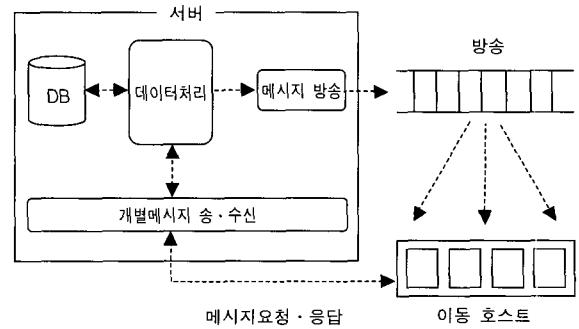 서버
방송
DB
데이터처리
메시지 방송
개별메시지 송·수신
메시지요청·응답
이동 호스트